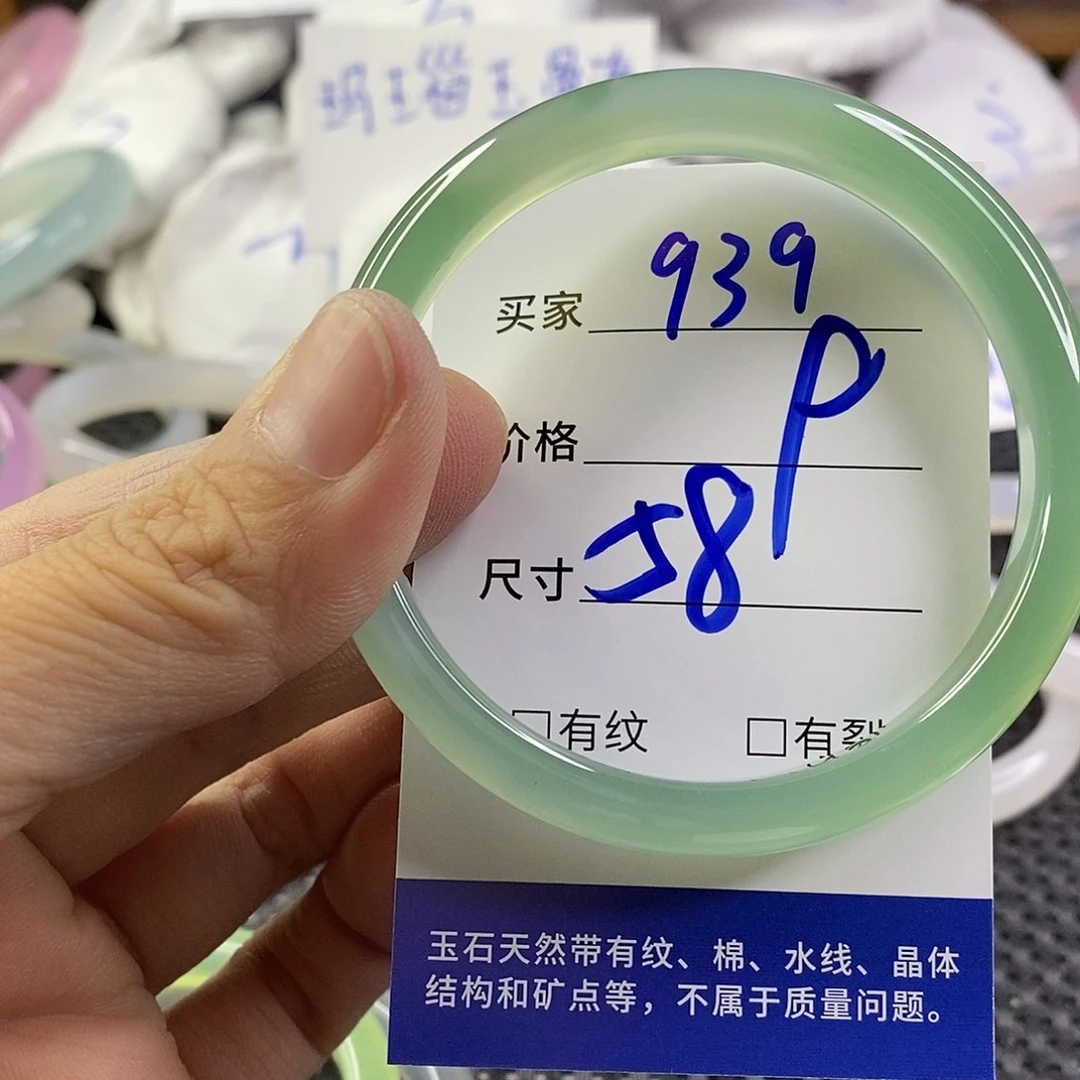 玛瑙玉
买家 939
P
价格
尺寸 58
□有纹 □有裂
玉石天然带有纹、棉、水线、晶体
结构和矿点等，不属于质量问题。